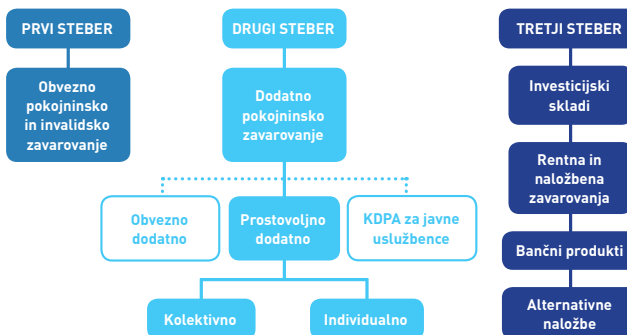 PRVI STEBER
Obvezno
pokojninsko
in invalidsko
zavarovanje
DRUGI STEBER
Dodatno
pokojninsko
zavarovanje
Obvezno
dodatno
Prostovoljno
dodatno
KDPA za javne
uslužbence
Kolektivno
Individualno
TRETJI STEBER
Investicijski
skladi
Rentna in
naložbena
zavarovanja
Bančni produkti
Alternativne
naložbe